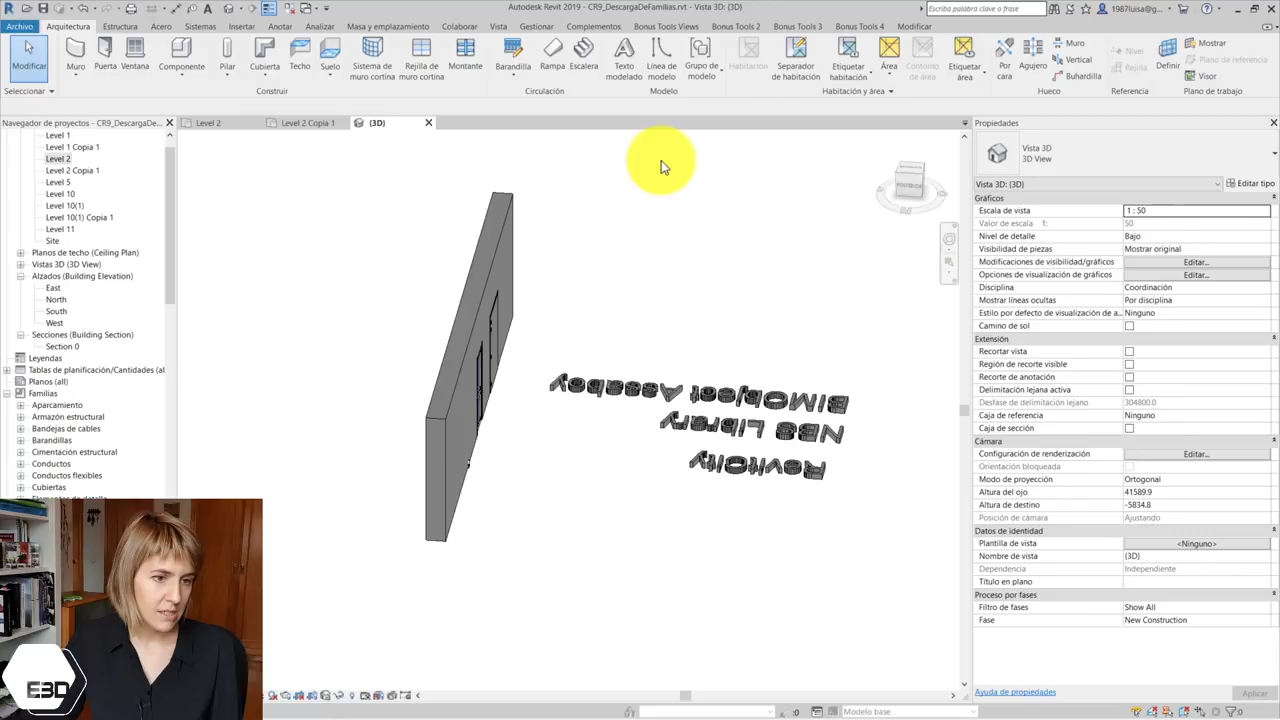 Autodesk Revit 2019 - CR9_DescargaDeFamilias.rvt - Vista 3D: {3D}
Escriba palabra clave o frase
1987luisa@g...
Archivo Arquitectura Estructura Acero Sistemas Insertar Anotar Analizar Masa y emplazamiento Colaborar Vista Gestionar Complementos Bonus Tools Views Bonus Tools 2 Bonus Tools 3 Bonus Tools 4 Modificar
Modificar
Muro
Puerta
Ventana
Componente
Pilar
Cubierta
Techo
Suelo
Sistema de muro cortina
Rejilla de muro cortina
Montante
Barandilla
Rampa
Escalera
Texto modelado
Línea de modelo
Grupo de modelo
Habitación
Separador de habitación
Etiquetar habitación
Área
Contorno de área
Etiquetar área
Por cara
Agujero
Muro
Vertical
Buhardilla
Nivel
Rejilla
Definir
Mostrar
Plano de referencia
Visor
Seleccionar
Construir
Circulación
Modelo
Habitación y área
Hueco
Referencia
Plano de trabajo
Navegador de proyectos - CR9_DescargaDe...
Level 2
Level 2 Copia 1
{3D}
Propiedades
Level 1
Level 1 Copia 1
Level 2
Level 2 Copia 1
Level 5
Level 10
Level 10(1)
Level 10(1) Copia 1
Level 11
Site
Planos de techo (Ceiling Plan)
Vistas 3D (3D View)
Alzados (Building Elevation)
East
North
South
West
Secciones (Building Section)
Section 0
Leyendas
Tablas de planificación/Cantidades (al
Planos (all)
Familias
Aparcamiento
Armazón estructural
Bandejas de cables
Barandillas
Cimentación estructural
Conductos
Conductos flexibles
Cubiertas
BIMObject
NBS Library
Revitcity
Vista 3D
3D View
Vista 3D: {3D}
Editar tipo
Gráficos
Escala de vista 1 : 50
Valor de escala 1: 50
Nivel de detalle Bajo
Visibilidad de piezas Mostrar original
Modificaciones de visibilidad/gráficos Editar...
Opciones de visualización de gráficos Editar...
Disciplina Coordinación
Mostrar líneas ocultas Por disciplina
Estilo por defecto de visualización de a... Ninguno
Camino de sol
Extensión
Recortar vista
Región de recorte visible
Recorte de anotación
Delimitación lejana activa
Desfase de delimitación lejano 304800.0
Caja de referencia Ninguno
Caja de sección
Cámara
Configuración de renderización Editar...
Orientación bloqueada
Modo de proyección Ortogonal
Altura del ojo 41589.9
Altura de destino -5834.8
Posición de cámara Ajustando
Datos de identidad
Plantilla de vista <Ninguno>
Nombre de vista {3D}
Dependencia Independiente
Título en plano
Proceso por fases
Filtro de fases Show All
Fase New Construction
Ayuda de propiedades
Aplicar
E3D
:0
Modelo base
:0